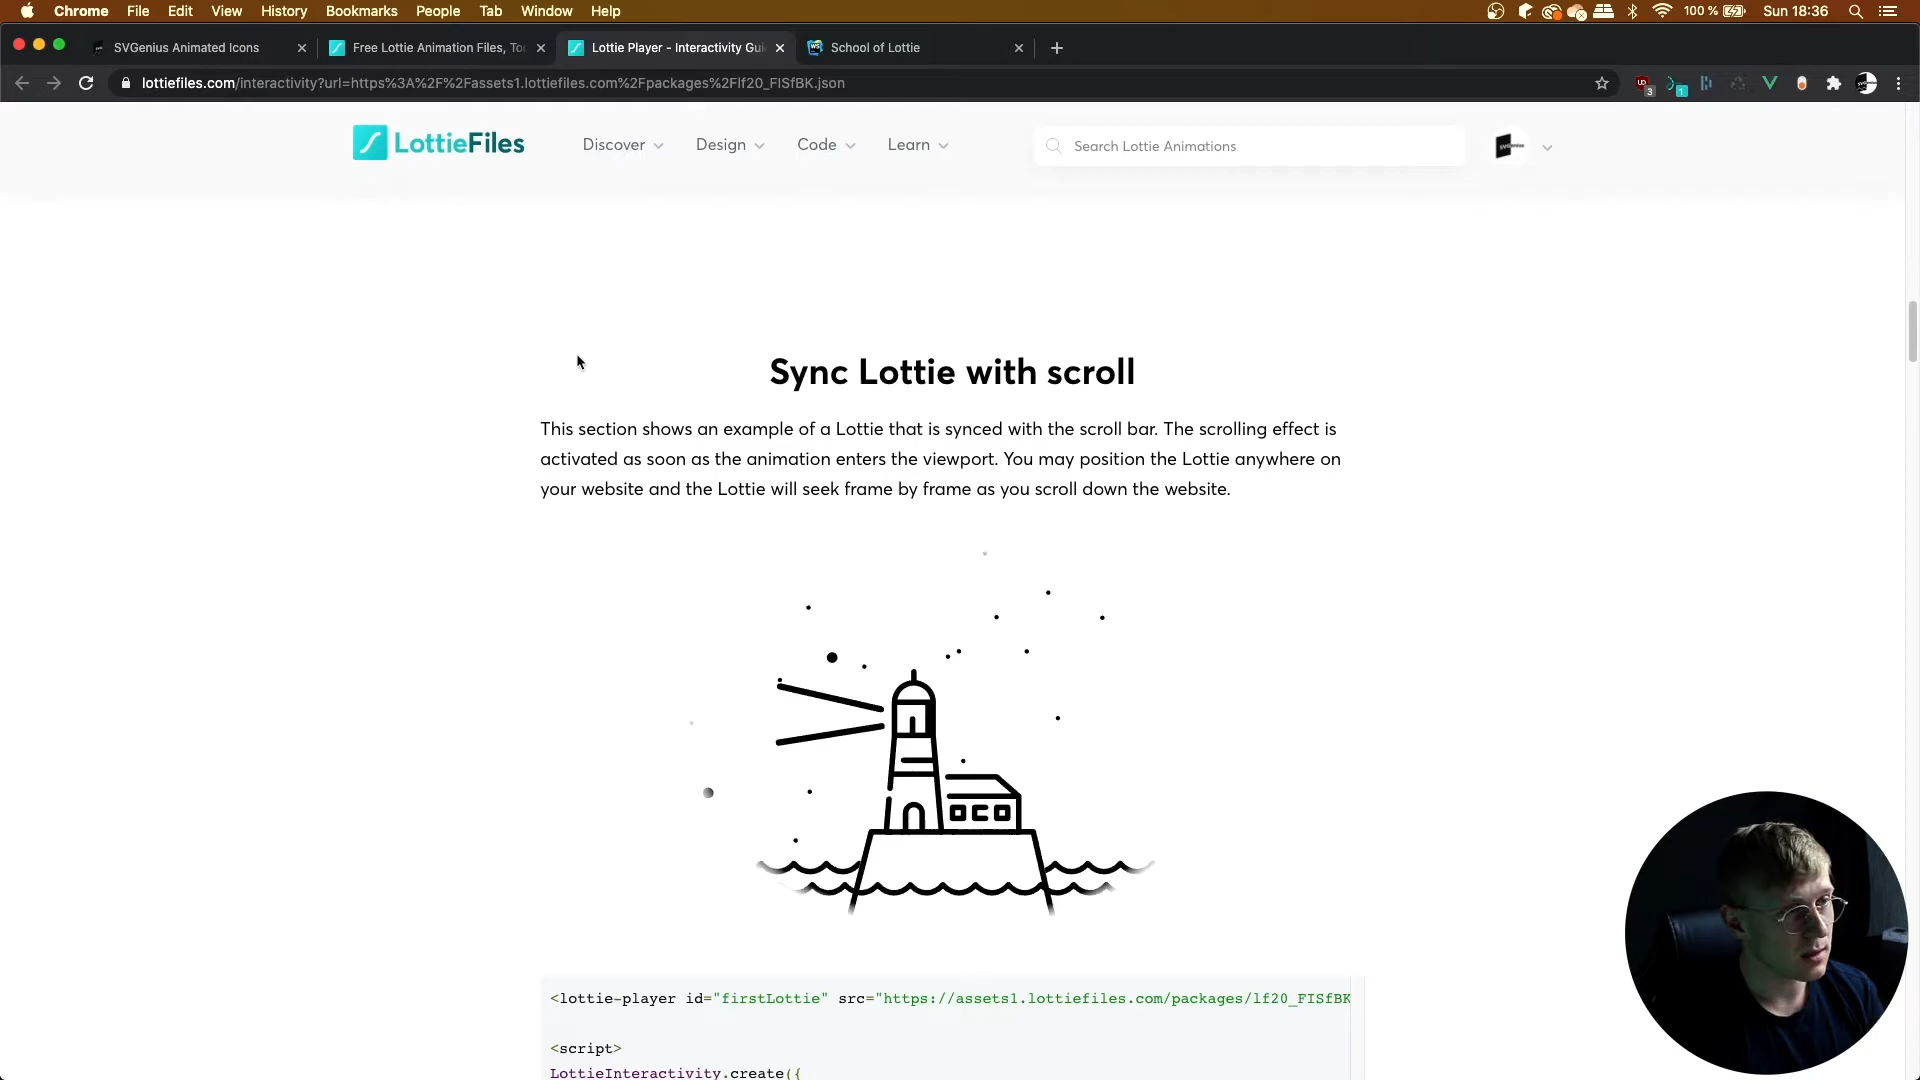 Chrome File Edit View History Bookmarks People Tab Window Help 100 % Sun 18:36
SVGenius Animated Icons
Free Lottie Animation Files, Too
Lottie Player - Interactivity Gui
School of Lottie
lottiefiles.com/interactivity?url=https%3A%2F%2Fassets1.lottiefiles.com%2Fpackages%2Flf20_FISfBK.json
3
1
LottieFiles
Discover
Design
Code
Learn
Search Lottie Animations
SVGenius
Sync Lottie with scroll
This section shows an example of a Lottie that is synced with the scroll bar. The scrolling effect is
activated as soon as the animation enters the viewport. You may position the Lottie anywhere on
your website and the Lottie will seek frame by frame as you scroll down the website.
<lottie-player id="firstLottie" src="https://assets1.lottiefiles.com/packages/lf20_FISfBK
<script>
LottieInteractivity.create({